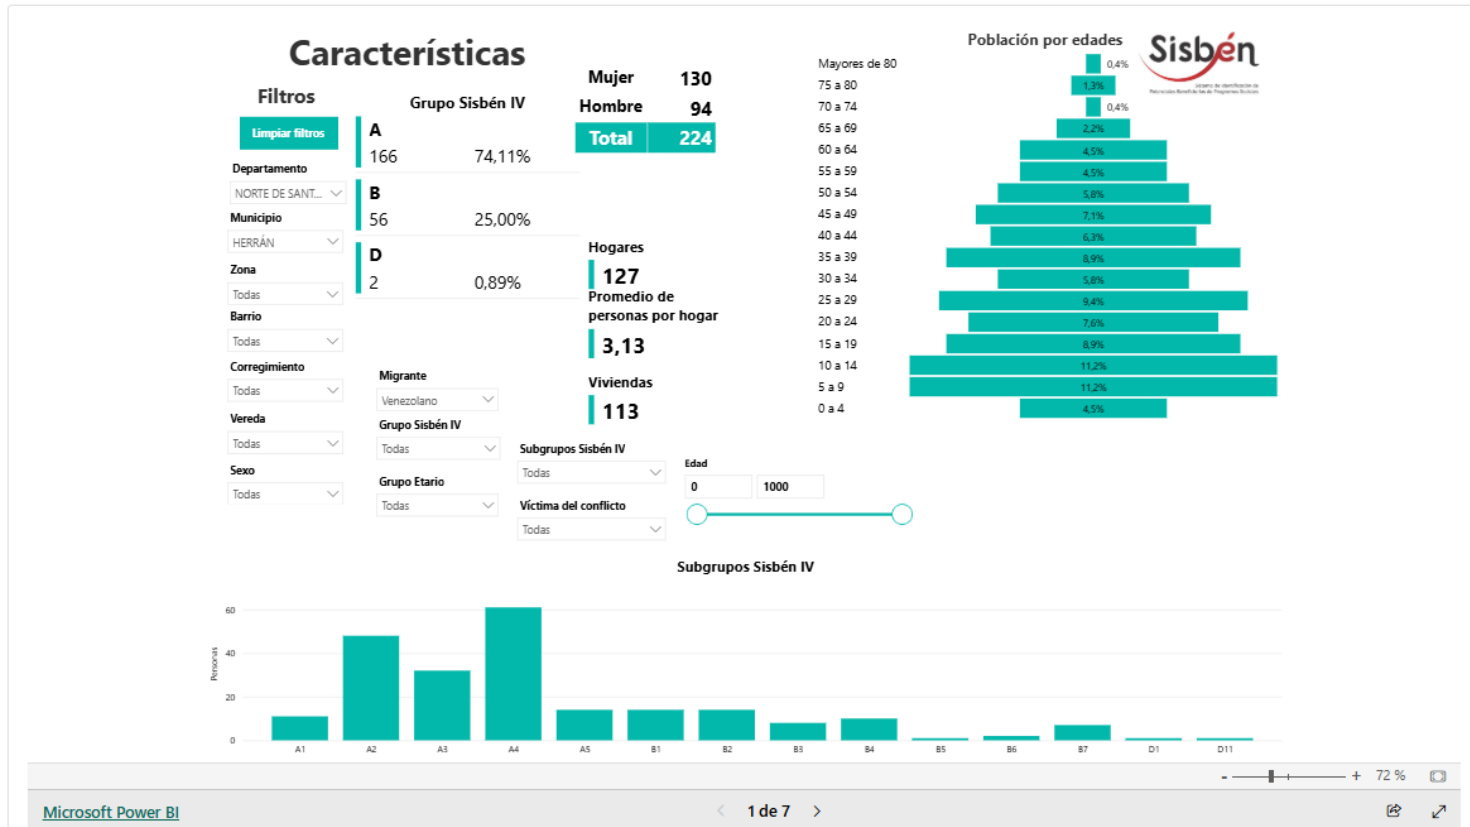 Características
Filtros
Limpiar filtros
Departamento
NORTE DE SANT...
Municipio
HERRÁN
Zona
Todas
Barrio
Todas
Corregimiento
Todas
Vereda
Todas
Sexo
Todas
Grupo Sisbén IV
A
166 74,11%
B
56 25,00%
D
2 0,89%
Mujer 130
Hombre 94
Total 224
Hogares
127
Promedio de
personas por hogar
3,13
Viviendas
113
Migrante
Venezolano
Grupo Sisbén IV
Todas
Grupo Etario
Todas
Subgrupos Sisbén IV
Todas
Víctima del conflicto
Todas
Edad
0 1000
Población por edades
Sisbén
Sistema de Identificación de
Potenciales Beneficiarios de Programas Sociales
Mayores de 80 0,4%
75 a 80 1,3%
70 a 74 0,4%
65 a 69 2,2%
60 a 64 4,5%
55 a 59 4,5%
50 a 54 5,8%
45 a 49 7,1%
40 a 44 6,3%
35 a 39 8,9%
30 a 34 5,8%
25 a 29 9,4%
20 a 24 7,6%
15 a 19 8,9%
10 a 14 11,2%
5 a 9 11,2%
0 a 4 4,5%
Subgrupos Sisbén IV
Personas
60
40
20
0
A1 A2 A3 A4 A5 B1 B2 B3 B4 B5 B6 B7 D1 D11
- + 72 %
Microsoft Power BI
1 de 7